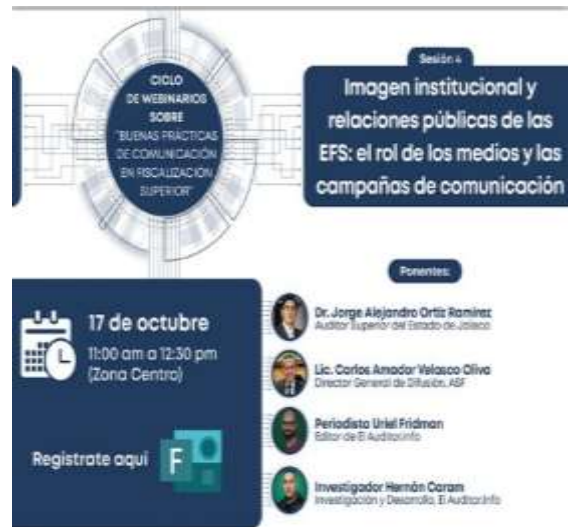 CICLO
DE WEBINARIOS
SOBRE
"BUENAS PRÁCTICAS
DE COMUNICACIÓN
EN FISCALIZACIÓN
SUPERIOR"
Sesión 4
Imagen institucional y
relaciones públicas de las
EFS: el rol de los medios y las
campañas de comunicación
Ponentes:
17 de octubre
11:00 am a 12:30 pm
(Zona Centro)
Registrate aquí
F
Dr. Jorge Alejandro Ortiz Ramírez
Auditor Superior del Estado de Jalisco
Lic. Carlos Amador Velasco Oliva
Director General de Difusión, ASF
Periodista Uriel Fridman
Editor de El Auditor.info
Investigador Hernán Caram
Investigación y Desarrollo, El Auditor.info